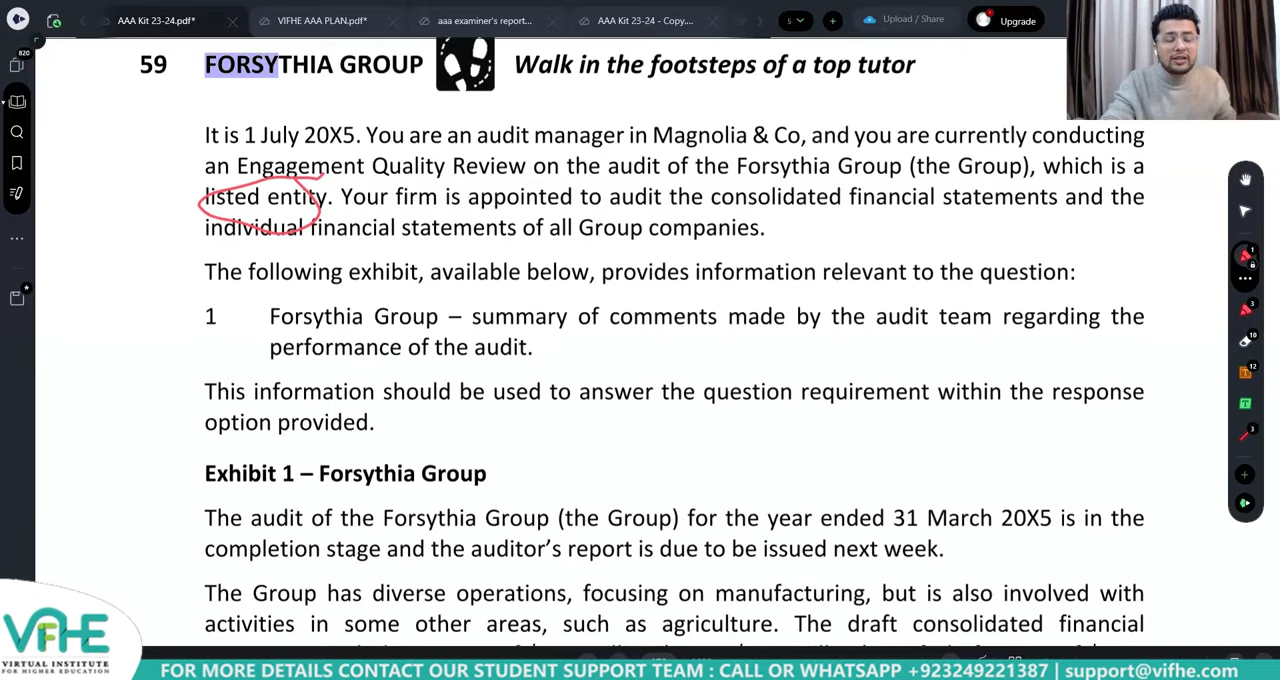 AAA Kit 23-24.pdf*
VIFHE AAA PLAN.pdf*
aaa examiner's report...
AAA Kit 23-24 - Copy....
5
Upload / Share
Upgrade
820
59 FORSYTHIA GROUP Walk in the footsteps of a top tutor
It is 1 July 20X5. You are an audit manager in Magnolia & Co, and you are currently conducting
an Engagement Quality Review on the audit of the Forsythia Group (the Group), which is a
listed entity. Your firm is appointed to audit the consolidated financial statements and the
individual financial statements of all Group companies.
The following exhibit, available below, provides information relevant to the question:
1 Forsythia Group – summary of comments made by the audit team regarding the
performance of the audit.
This information should be used to answer the question requirement within the response
option provided.
Exhibit 1 – Forsythia Group
The audit of the Forsythia Group (the Group) for the year ended 31 March 20X5 is in the
completion stage and the auditor's report is due to be issued next week.
The Group has diverse operations, focusing on manufacturing, but is also involved with
activities in some other areas, such as agriculture. The draft consolidated financial
1
3
10
12
T
3
VIFHE
VIRTUAL INSTITUTE
FOR HIGHER EDUCATION
FOR MORE DETAILS CONTACT OUR STUDENT SUPPORT TEAM : CALL OR WHATSAPP +923249221387 | support@vifhe.com